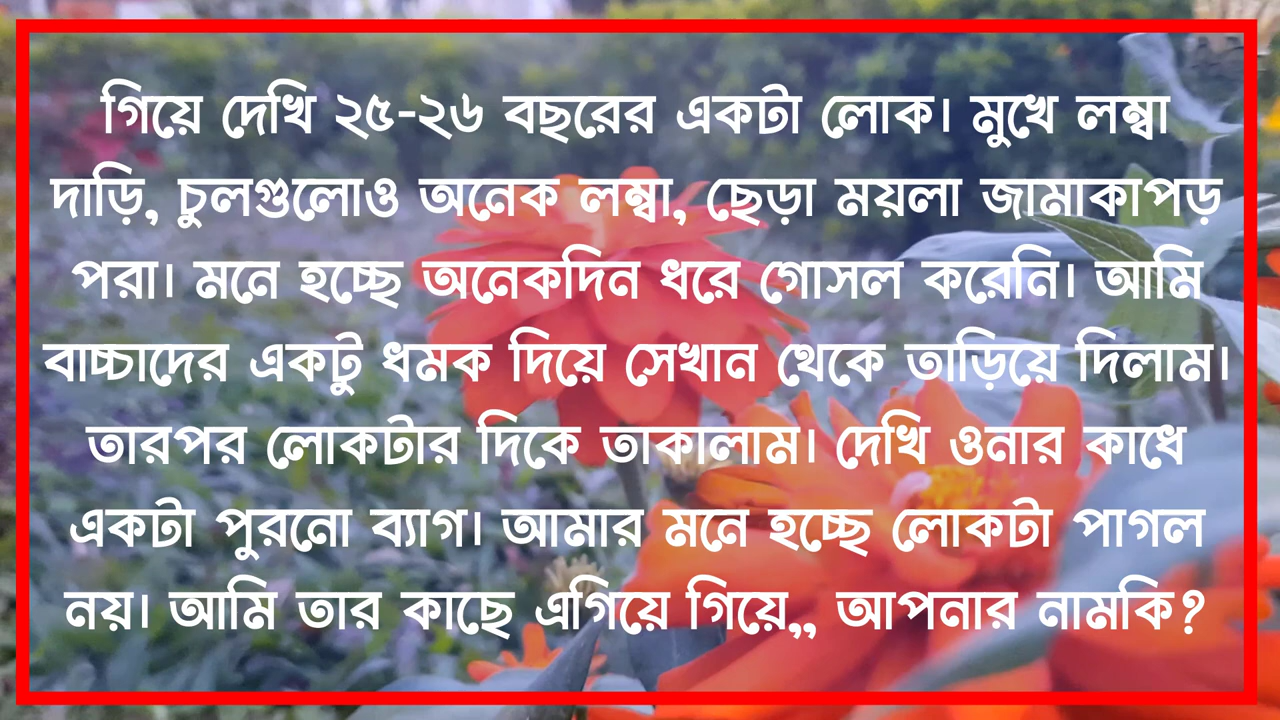 গিয়ে দেখি ২৫-২৬ বছরের একটা লোক। মুখে লম্বা
দাড়ি, চুলগুলোও অনেক লম্বা, ছেড়া ময়লা জামাকাপড়
পরা। মনে হচ্ছে অনেকদিন ধরে গোসল করেনি। আমি
বাচ্চাদের একটু ধমক দিয়ে সেখান থেকে তাড়িয়ে দিলাম।
তারপর লোকটার দিকে তাকালাম। দেখি ওনার কাধে
একটা পুরনো ব্যাগ। আমার মনে হচ্ছে লোকটা পাগল
নয়। আমি তার কাছে এগিয়ে গিয়ে,, আপনার নামকি?